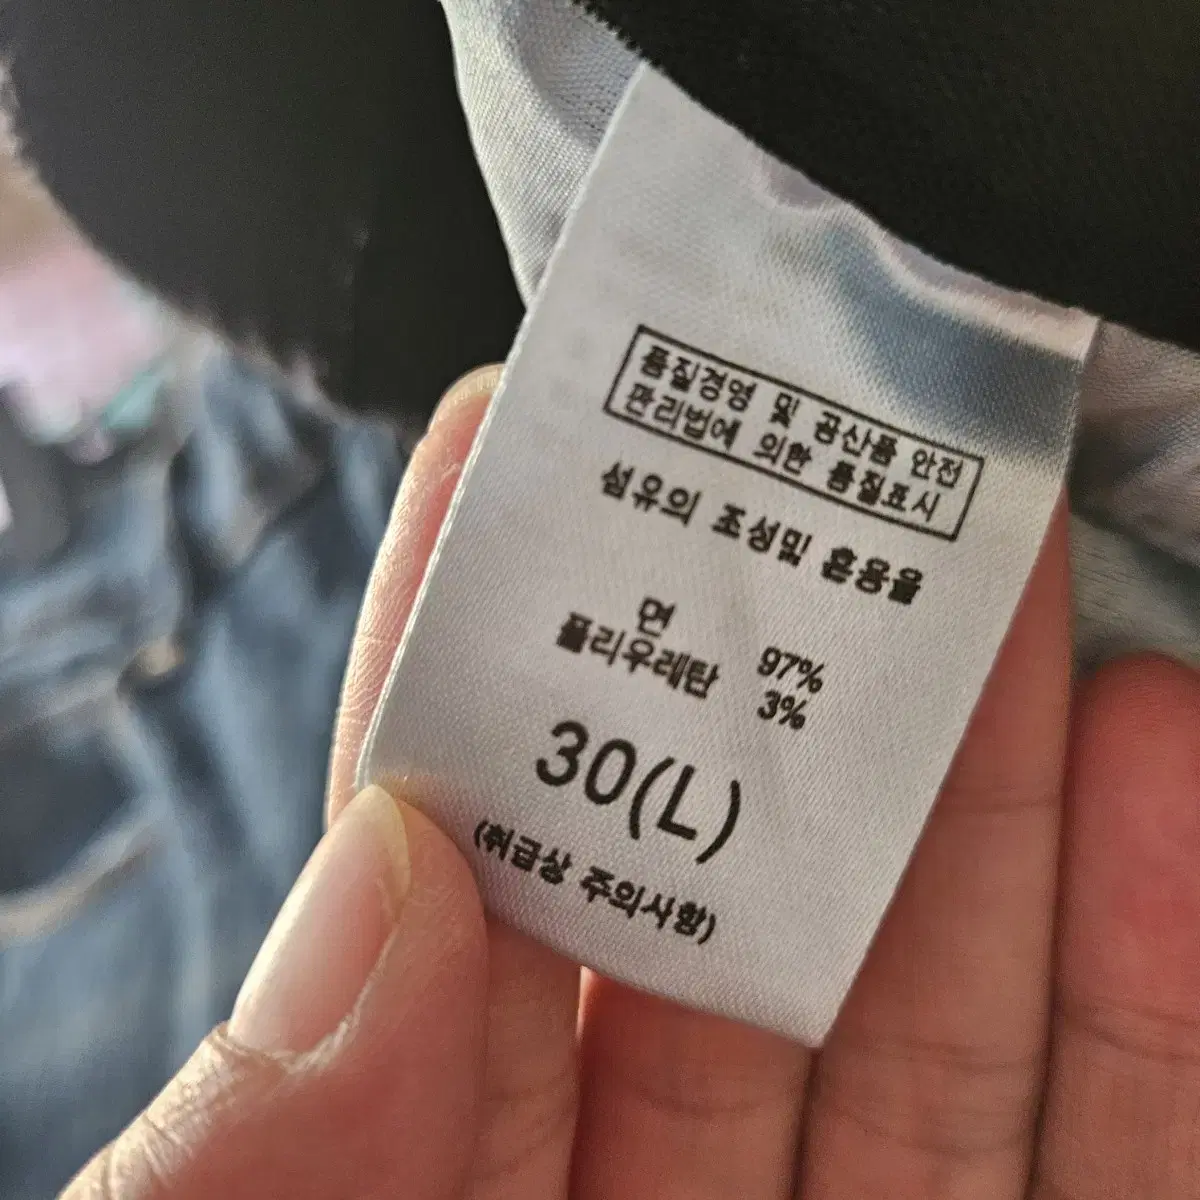 품질경영 및 공산품 안전
관리법에 의한 품질표시
섬유의 조성및 혼용율
면 97%
폴리우레탄 3%
30(L)
(취급상 주의사항)